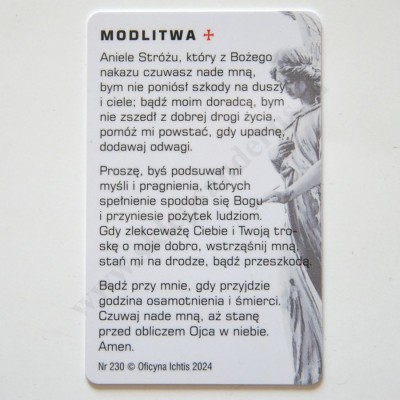 MODLITWA
Aniele Stróżu, który z Bożego
nakazu czuwasz nade mną,
bym nie poniósł szkody na duszy
i ciele; bądź moim doradcą, bym
nie zszedł z dobrej drogi życia,
pomóż mi powstać, gdy upadnę,
dodawaj odwagi.
Proszę, byś podsuwał mi
myśli i pragnienia, których
spełnienie spodoba się Bogu
i przyniesie pożytek ludziom.
Gdy zlekceważę Ciebie i Twoją tro-
skę o moje dobro, wstrząśnij mną,
stań mi na drodze, bądź przeszkodą.
Bądź przy mnie, gdy przyjdzie
godzina osamotnienia i śmierci.
Czuwaj nade mną, aż stanę
przed obliczem Ojca w niebie.
Amen.
Nr 230 © Oficyna Ichtis 2024